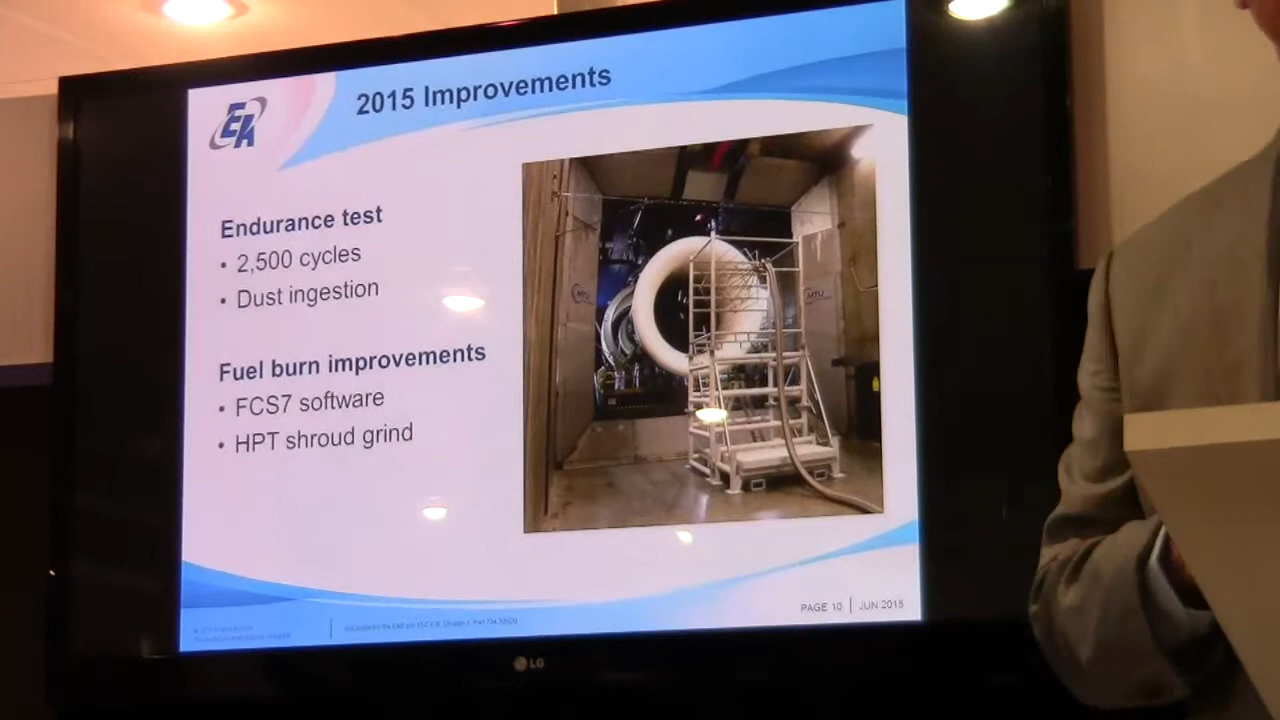 EA
2015 Improvements
Endurance test
• 2,500 cycles
• Dust ingestion
Fuel burn improvements
• FCS7 software
• HPT shroud grind
MTU
MTU
PAGE 10 | JUN 2015
LG